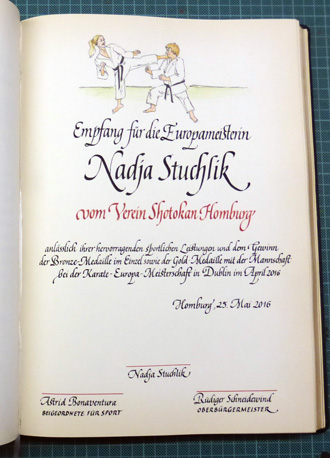 Empfang für die Europameisterin
Nadja Stuchlik
vom Verein Shotokan Homburg
anlässlich ihrer hervorragenden sportlichen Leistungen und dem Gewinn
der Bronze-Medaille im Einzel sowie der Gold Medaille mit der Mannschaft
bei der Karate-Europa-Meisterschaft in Dublin im April 2016
Homburg, 25. Mai 2016
Nadja Stuchlik
Astrid Bonaventura
BEIGEORDNETE FÜR SPORT
Rüdiger Schneidewind
OBERBÜRGERMEISTER